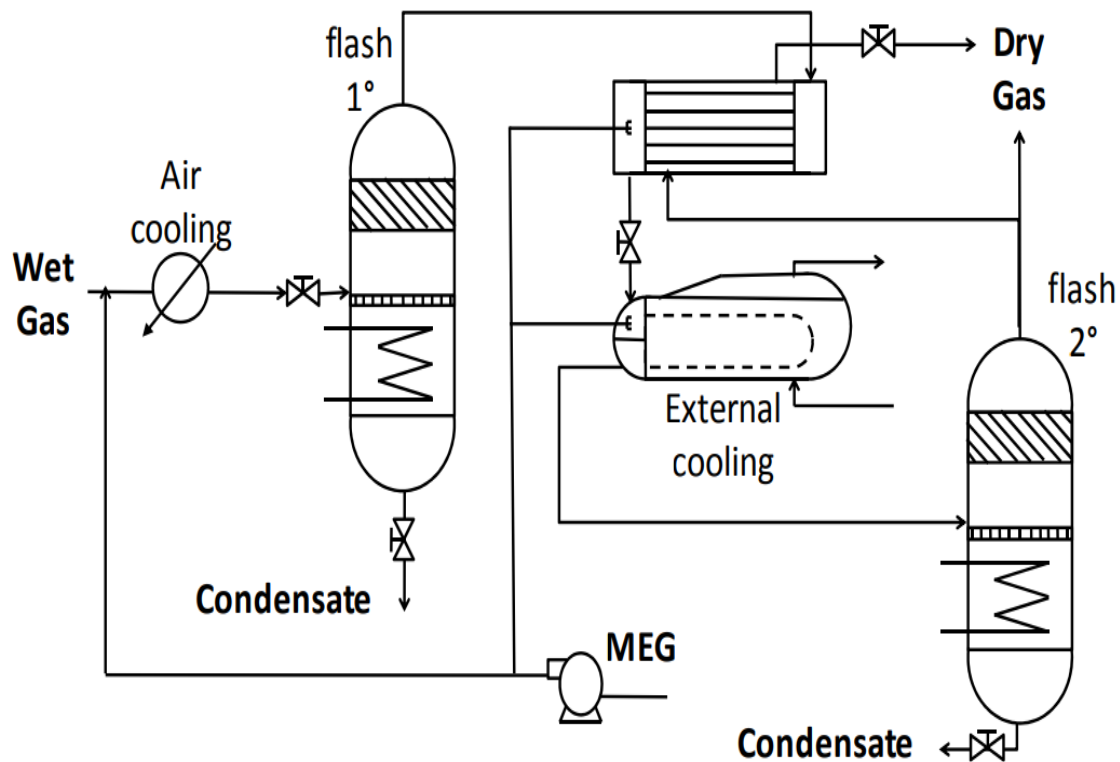 flash
1°
Dry
Gas
Air
cooling
Wet
Gas
flash
2°
External
cooling
Condensate
MEG
Condensate